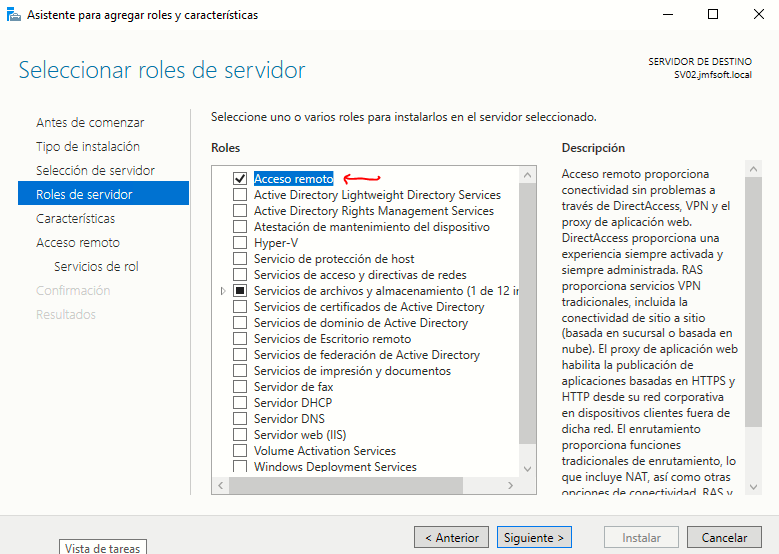 Asistente para agregar roles y características
Seleccionar roles de servidor
SERVIDOR DE DESTINO
SV02.jmfsoft.local
Antes de comenzar
Tipo de instalación
Selección de servidor
Roles de servidor
Características
Acceso remoto
Servicios de rol
Confirmación
Resultados
Seleccione uno o varios roles para instalarlos en el servidor seleccionado.
Roles
Acceso remoto
Active Directory Lightweight Directory Services
Active Directory Rights Management Services
Atestación de mantenimiento del dispositivo
Hyper-V
Servicio de protección de host
Servicios de acceso y directivas de redes
Servicios de archivos y almacenamiento (1 de 12 in
Servicios de certificados de Active Directory
Servicios de dominio de Active Directory
Servicios de Escritorio remoto
Servicios de federación de Active Directory
Servicios de impresión y documentos
Servidor de fax
Servidor DHCP
Servidor DNS
Servidor web (IIS)
Volume Activation Services
Windows Deployment Services
Descripción
Acceso remoto proporciona
conectividad sin problemas a
través de DirectAccess, VPN y el
proxy de aplicación web.
DirectAccess proporciona una
experiencia siempre activada y
siempre administrada. RAS
proporciona servicios VPN
tradicionales, incluida la
conectividad de sitio a sitio
(basada en sucursal o basada en
nube). El proxy de aplicación web
habilita la publicación de
aplicaciones basadas en HTTPS y
HTTP desde su red corporativa
en dispositivos clientes fuera de
dicha red. El enrutamiento
proporciona funciones
tradicionales de enrutamiento, lo
que incluye NAT, así como otras
opciones de conectividad. RAS y
< Anterior
Siguiente >
Instalar
Cancelar
Vista de tareas